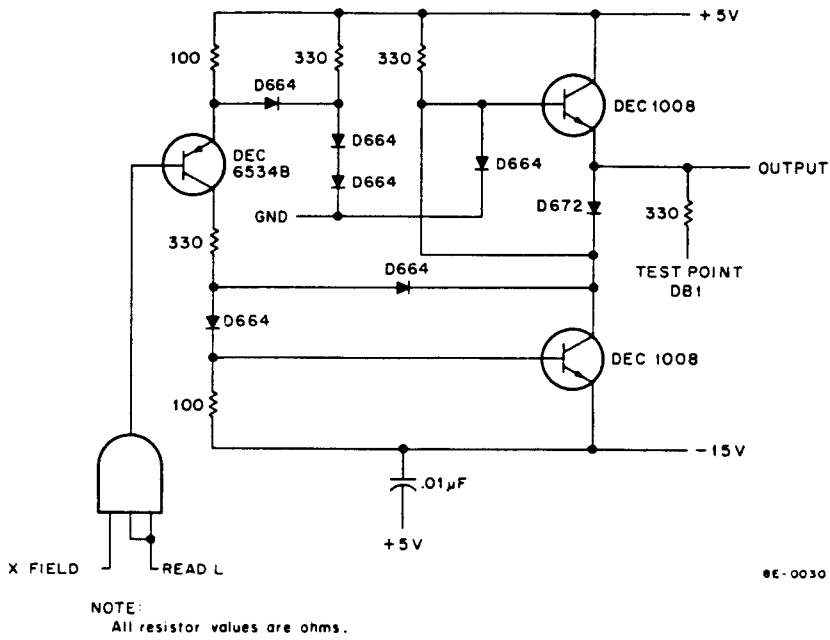 +5V
100
330
330
D664
DEC 1008
D664
DEC
6534B
D664
D664
OUTPUT
GND
D672
330
330
D664
TEST POINT
DB1
D664
DEC 1008
100
-15V
.01µF
+5V
X FIELD
READ L
8E-0030
NOTE:
All resistor values are ohms.